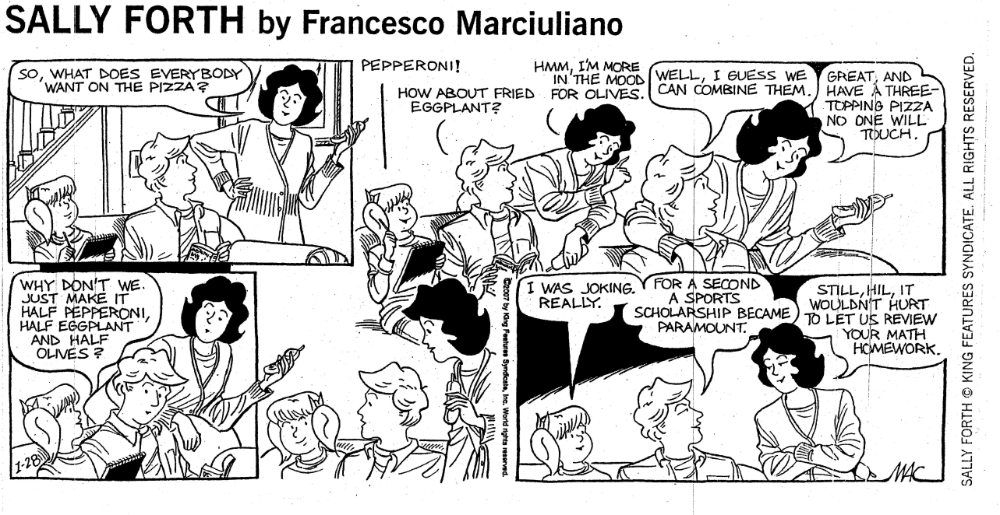 SALLY FORTH by Francesco Marciuliano
SO, WHAT DOES EVERYBODY
WANT ON THE PIZZA?
PEPPERONI!
HOW ABOUT FRIED
EGGPLANT?
HMM, I'M MORE
IN THE MOOD
FOR OLIVES.
WELL, I GUESS WE
CAN COMBINE THEM.
GREAT, AND
HAVE A THREE-
TOPPING PIZZA
NO ONE WILL
TOUCH.
WHY DON'T WE
JUST MAKE IT
HALF PEPPERONI,
HALF EGGPLANT
AND HALF
OLIVES?
1-28
©2007 by King Features Syndicate, Inc. World rights reserved.
I WAS JOKING.
REALLY.
FOR A SECOND
A SPORTS
SCHOLARSHIP BECAME
PARAMOUNT.
STILL, HIL, IT
WOULDN'T HURT
TO LET US REVIEW
YOUR MATH
HOMEWORK.
MAC
SALLY FORTH © KING FEATURES SYNDICATE. ALL RIGHTS RESERVED.